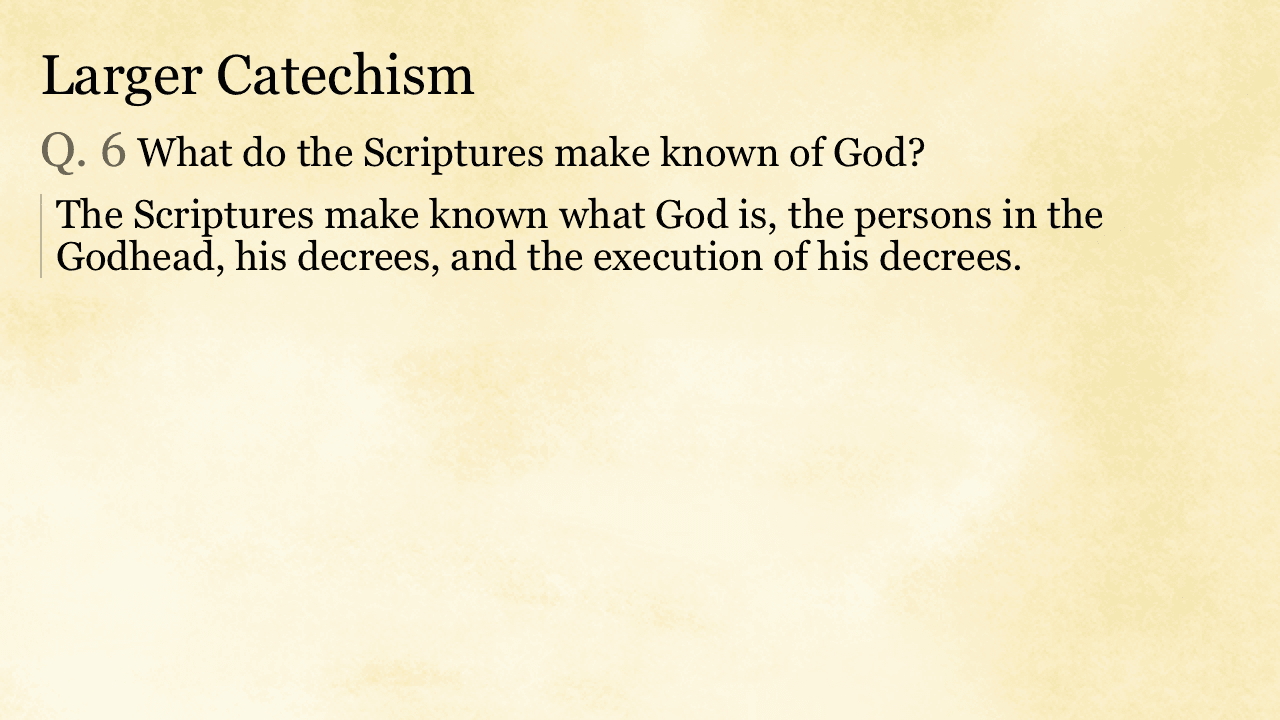 Larger Catechism
Q. 6 What do the Scriptures make known of God?
The Scriptures make known what God is, the persons in the
Godhead, his decrees, and the execution of his decrees.